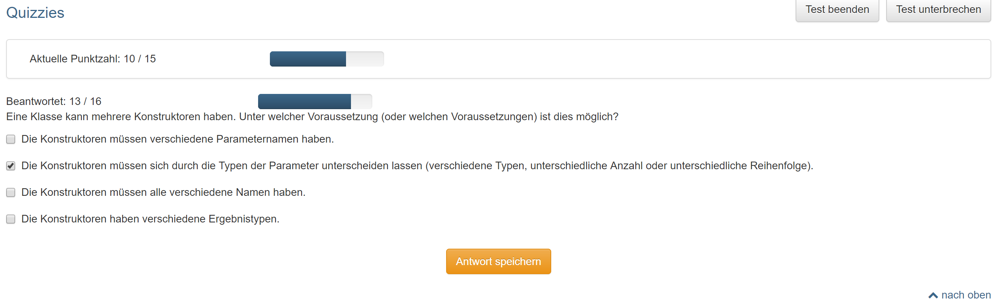 Quizzies
Test beenden
Test unterbrechen
Aktuelle Punktzahl: 10 / 15
Beantwortet: 13 / 16
Eine Klasse kann mehrere Konstruktoren haben. Unter welcher Voraussetzung (oder welchen Voraussetzungen) ist dies möglich?
Die Konstruktoren müssen verschiedene Parameternamen haben.
Die Konstruktoren müssen sich durch die Typen der Parameter unterscheiden lassen (verschiedene Typen, unterschiedliche Anzahl oder unterschiedliche Reihenfolge).
Die Konstruktoren müssen alle verschiedene Namen haben.
Die Konstruktoren haben verschiedene Ergebnistypen.
Antwort speichern
nach oben